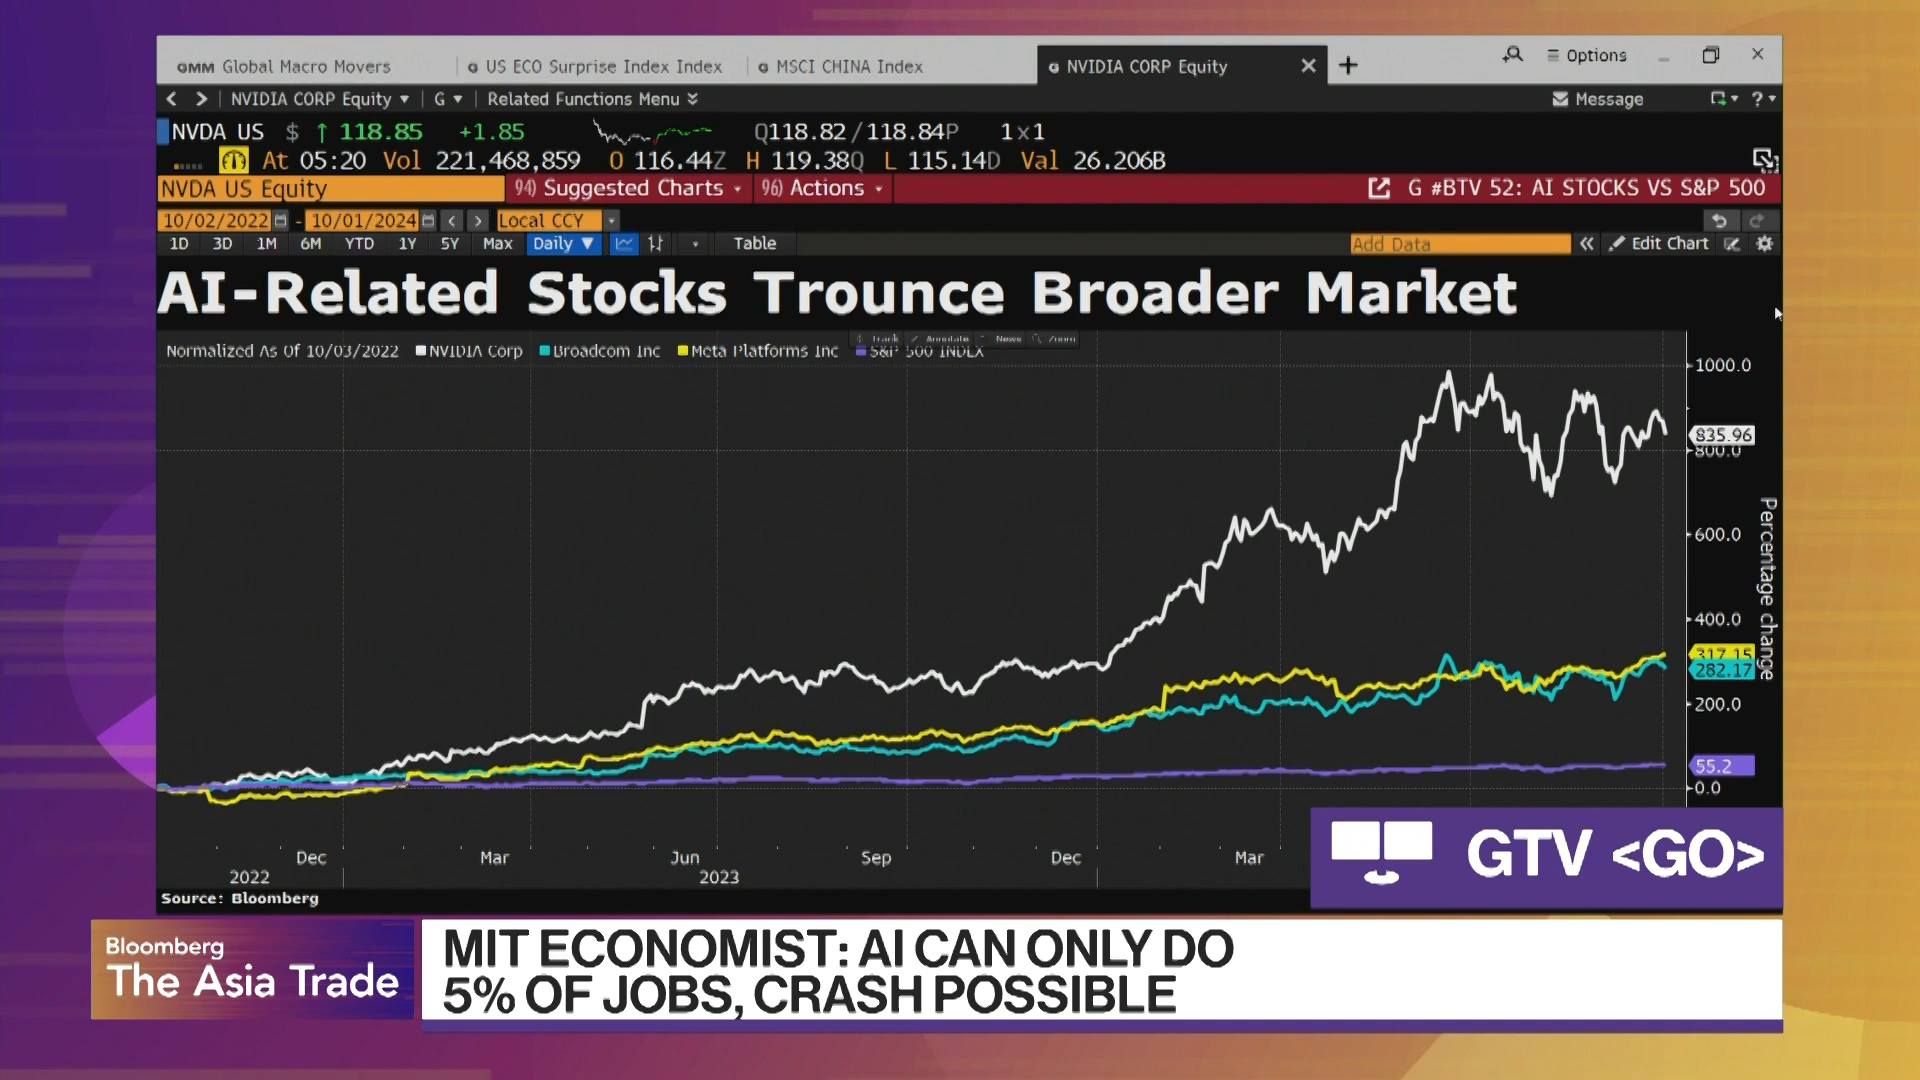 GMM Global Macro Movers
G US ECO Surprise Index Index
G MSCI CHINA Index
G NVIDIA CORP Equity
Options
NVIDIA CORP Equity
G
Related Functions Menu
Message
?
NVDA US $ ↑ 118.85 +1.85 Q118.82/118.84P 1x1
At 05:20 Vol 221,468,859 O 116.44Z H 119.38Q L 115.14D Val 26.206B
NVDA US Equity
94) Suggested Charts
96) Actions
G #BTV 52: AI STOCKS VS S&P 500
10/02/2022 - 10/01/2024
Local CCY
1D 3D 1M 6M YTD 1Y 5Y Max Daily ▼ Table
Add Data
Edit Chart
AI-Related Stocks Trounce Broader Market
Track Annotate News Zoom
Normalized As Of 10/03/2022 NVIDIA Corp Broadcom Inc Meta Platforms Inc S&P 500 INDEX
1000.0
835.96
800.0
600.0
400.0
317.15
282.17
200.0
55.2
0.0
Percentage change
Dec Mar Jun Sep Dec Mar
2022 2023
Source: Bloomberg
GTV <GO>
Bloomberg
The Asia Trade
MIT ECONOMIST: AI CAN ONLY DO
5% OF JOBS, CRASH POSSIBLE